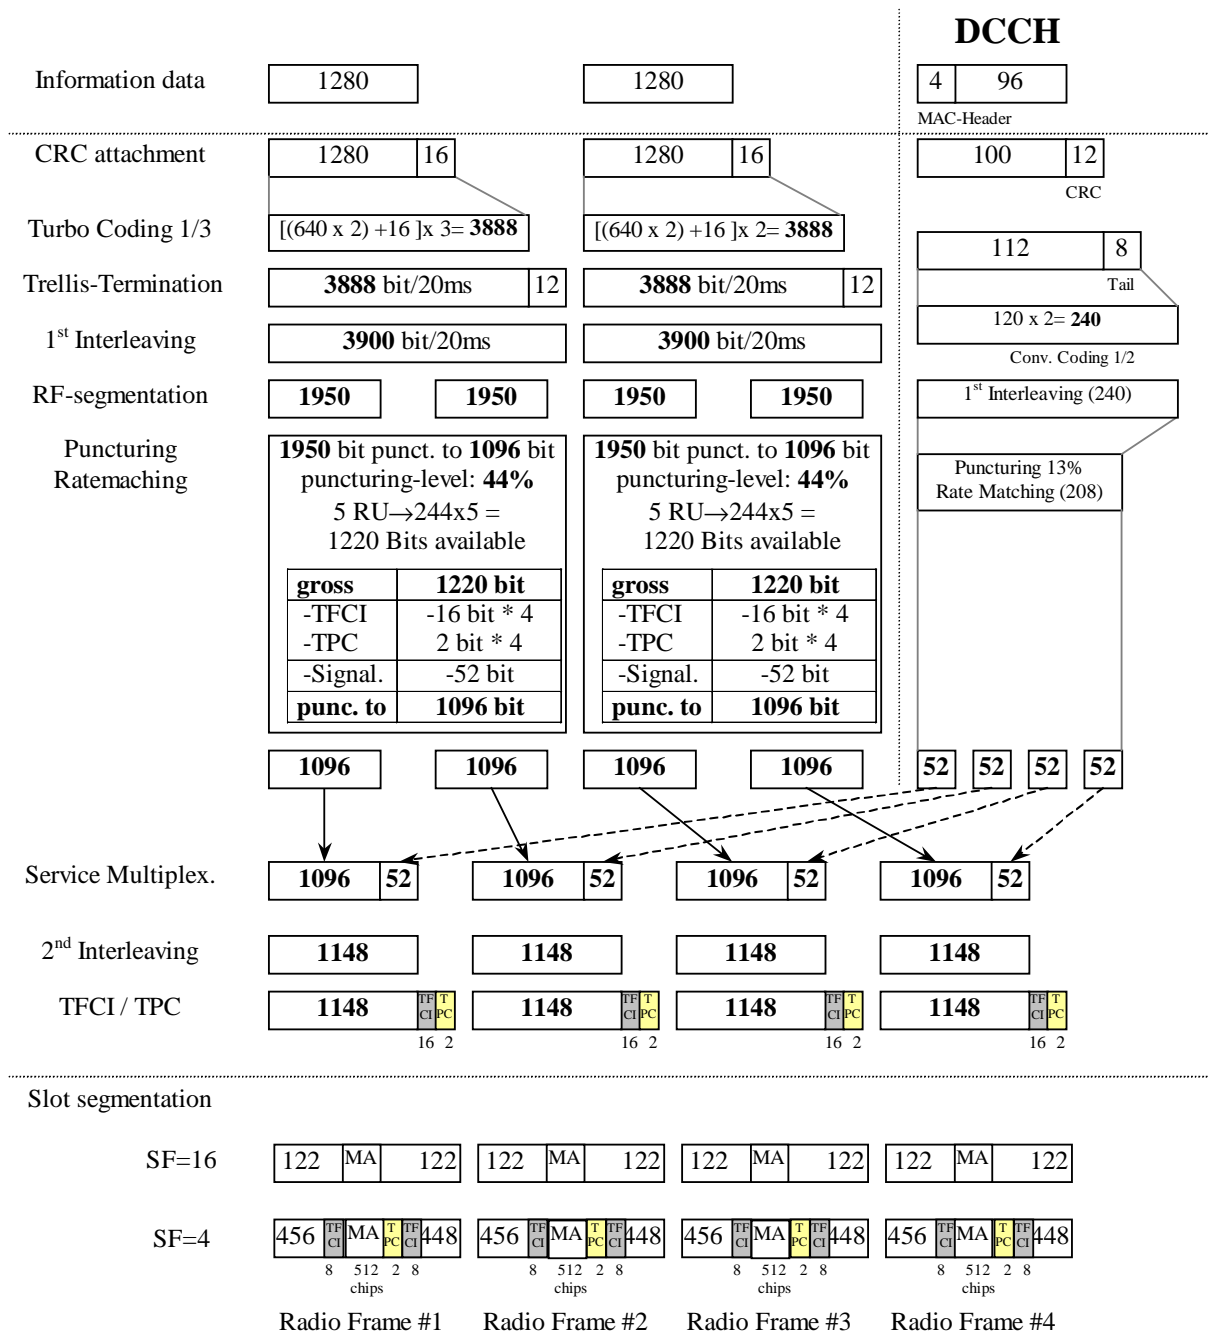 DCCH
Information data 1280 1280 4 96
MAC-Header
CRC attachment 1280 16 1280 16 100 12
CRC
Turbo Coding 1/3 [(640 x 2) +16 ]x 3= 3888 [(640 x 2) +16 ]x 2= 3888
112 8
Trellis-Termination 3888 bit/20ms 12 3888 bit/20ms 12
Tail
120 x 2= 240
1st Interleaving 3900 bit/20ms 3900 bit/20ms
Conv. Coding 1/2
RF-segmentation 1950 1950 1950 1950 1st Interleaving (240)
Puncturing 1950 bit punct. to 1096 bit 1950 bit punct. to 1096 bit
Ratemaching puncturing-level: 44% puncturing-level: 44%
Puncturing 13%
Rate Matching (208)
5 RU→244x5 = 5 RU→244x5 =
1220 Bits available 1220 Bits available
gross 1220 bit gross 1220 bit
-TFCI -16 bit * 4 -TFCI -16 bit * 4
-TPC 2 bit * 4 -TPC 2 bit * 4
-Signal. -52 bit -Signal. -52 bit
punc. to 1096 bit punc. to 1096 bit
1096 1096 1096 1096 52 52 52 52
Service Multiplex. 1096 52 1096 52 1096 52 1096 52
2nd Interleaving 1148 1148 1148 1148
TFCI / TPC 1148 TF CI T PC 1148 TF CI T PC 1148 TF CI T PC 1148 TF CI T PC
16 2 16 2 16 2 16 2
Slot segmentation
SF=16 122 MA 122 122 MA 122 122 MA 122 122 MA 122
SF=4 456 TF CI MA T PC TF CI 448 456 TF CI MA T PC TF CI 448 456 TF CI MA T PC TF CI 448 456 TF CI MA T PC TF CI 448
8 512 2 8 8 512 2 8 8 512 2 8 8 512 2 8
chips chips chips chips
Radio Frame #1 Radio Frame #2 Radio Frame #3 Radio Frame #4